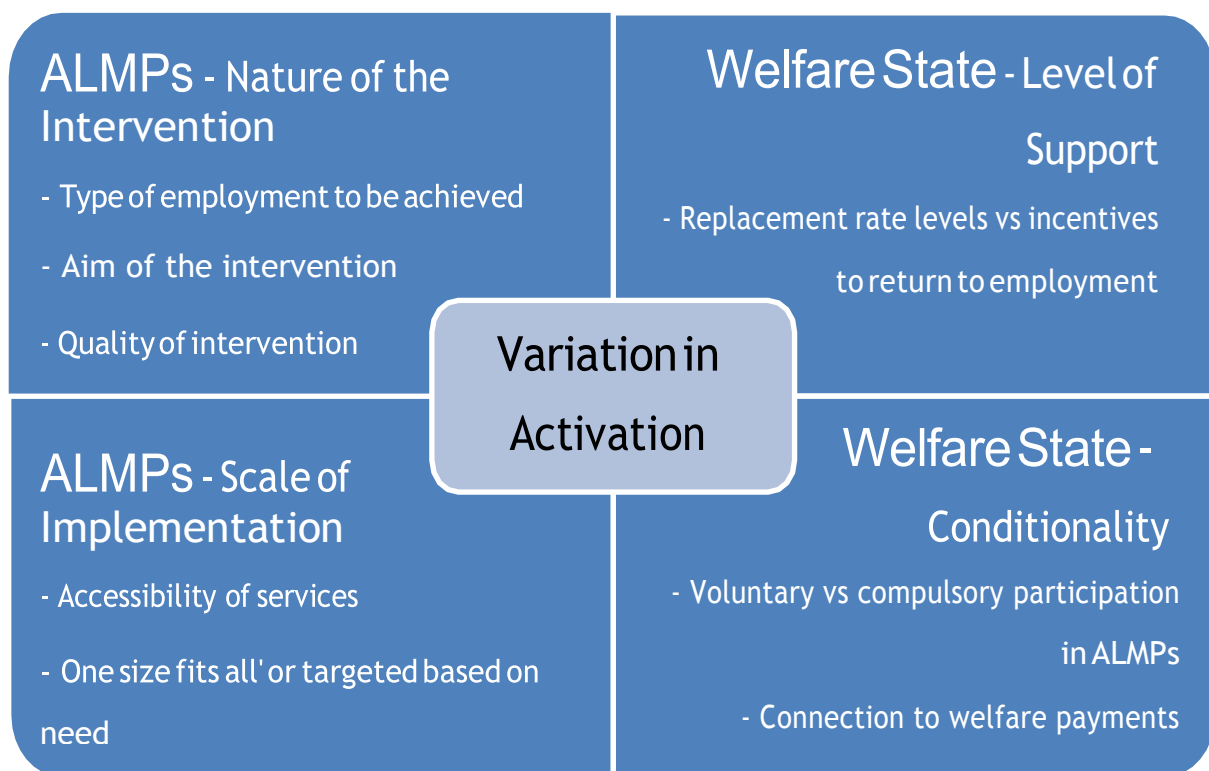 ALMPs - Nature of the
Intervention
- Type of employment to be achieved
- Aim of the intervention
- Quality of intervention
Welfare State - Level of
Support
- Replacement rate levels vs incentives
to return to employment
Variation in
Activation
ALMPs - Scale of
Implementation
- Accessibility of services
- One size fits all' or targeted based on
need
Welfare State -
Conditionality
- Voluntary vs compulsory participation
in ALMPs
- Connection to welfare payments